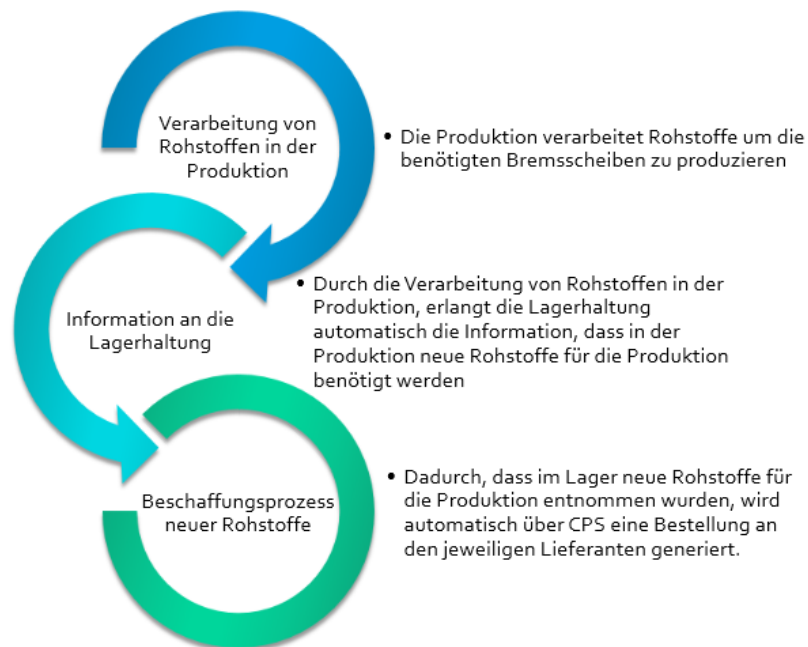 Verarbeitung von
Rohstoffen in der
Produktion
• Die Produktion verarbeitet Rohstoffe um die
benötigten Bremsscheiben zu produzieren
Information an die
Lagerhaltung
• Durch die Verarbeitung von Rohstoffen in der
Produktion, erlangt die Lagerhaltung
automatisch die Information, dass in der
Produktion neue Rohstoffe für die Produktion
benötigt werden
Beschaffungsprozess
neuer Rohstoffe
• Dadurch, dass im Lager neue Rohstoffe für
die Produktion entnommen wurden, wird
automatisch über CPS eine Bestellung an
den jeweiligen Lieferanten generiert.